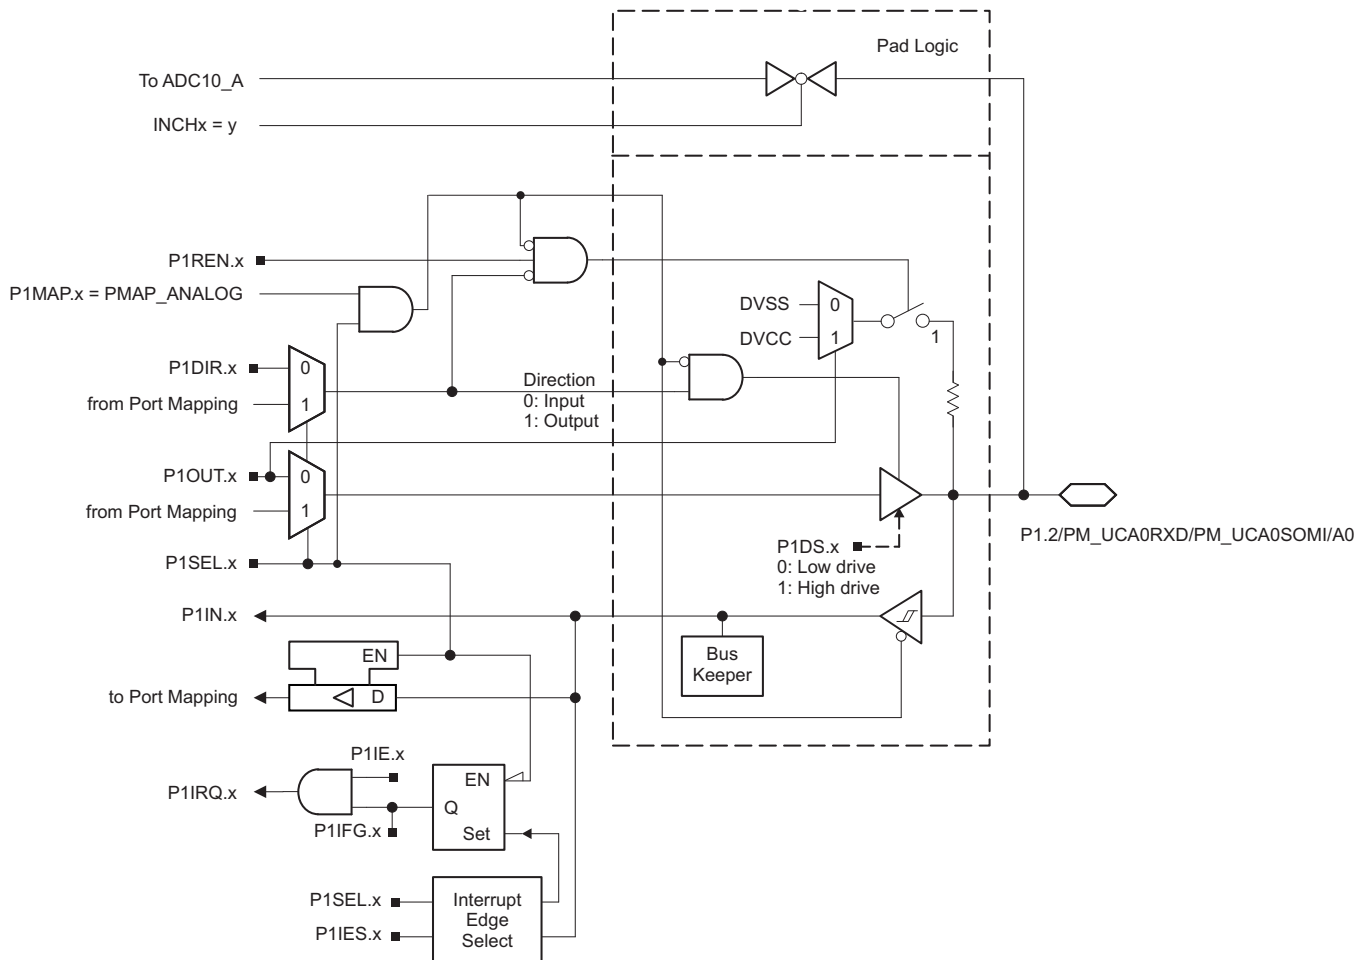 Pad Logic
To ADC10_A
INCHx = y
P1REN.x
P1MAP.x = PMAP_ANALOG
DVSS
0
DVCC
1
1
P1DIR.x
0
from Port Mapping
1
Direction
0: Input
1: Output
P1OUT.x
0
from Port Mapping
1
P1.2/PM_UCA0RXD/PM_UCA0SOMI/A0
P1DS.x
0: Low drive
1: High drive
P1SEL.x
P1IN.x
Bus
Keeper
EN
to Port Mapping
D
P1IE.x
P1IRQ.x
EN
Q
P1IFG.x
Set
P1SEL.x
P1IES.x
Interrupt
Edge
Select